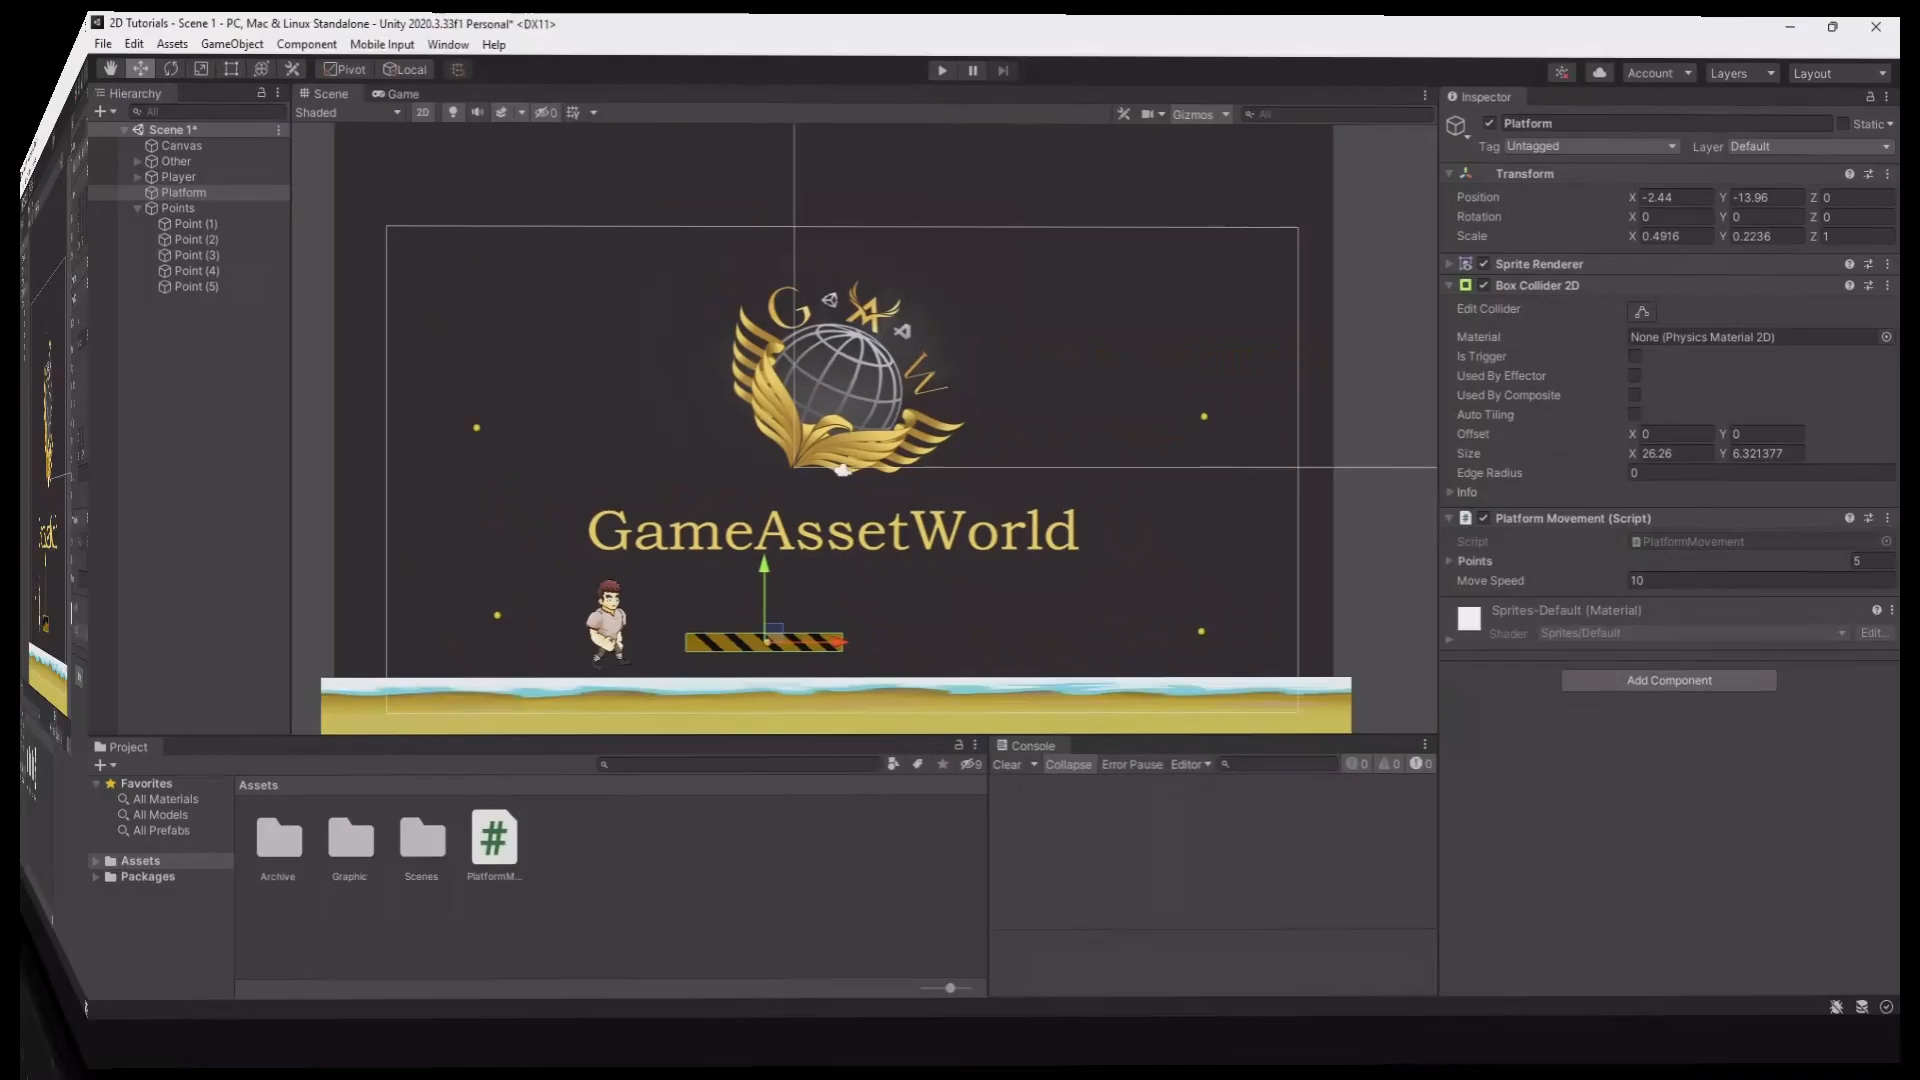 2D Tutorials - Scene 1 - PC, Mac & Linux Standalone - Unity 2020.3.33f1 Personal* <DX11>
File Edit Assets GameObject Component Mobile Input Window Help
Pivot Local
Account Layers Layout
Hierarchy
All
Scene 1*
Canvas
Other
Player
Platform
Points
Point (1)
Point (2)
Point (3)
Point (4)
Point (5)
Scene Game
Shaded 2D 0 Gizmos All
G W
GameAssetWorld
Inspector
Platform Static
Tag Untagged Layer Default
Transform
Position X -2.44 Y -13.96 Z 0
Rotation X 0 Y 0 Z 0
Scale X 0.4916 Y 0.2236 Z 1
Sprite Renderer
Box Collider 2D
Edit Collider
Material None (Physics Material 2D)
Is Trigger
Used By Effector
Used By Composite
Auto Tiling
Offset X 0 Y 0
Size X 26.26 Y 6.321377
Edge Radius 0
Info
Platform Movement (Script)
Script PlatformMovement
Points 5
Move Speed 10
Sprites-Default (Material)
Shader Sprites/Default Edit...
Add Component
Project
9
Favorites
All Materials
All Models
All Prefabs
Assets
Packages
Assets
Archive Graphic Scenes PlatformM...
Console
Clear Collapse Error Pause Editor 0 0 0